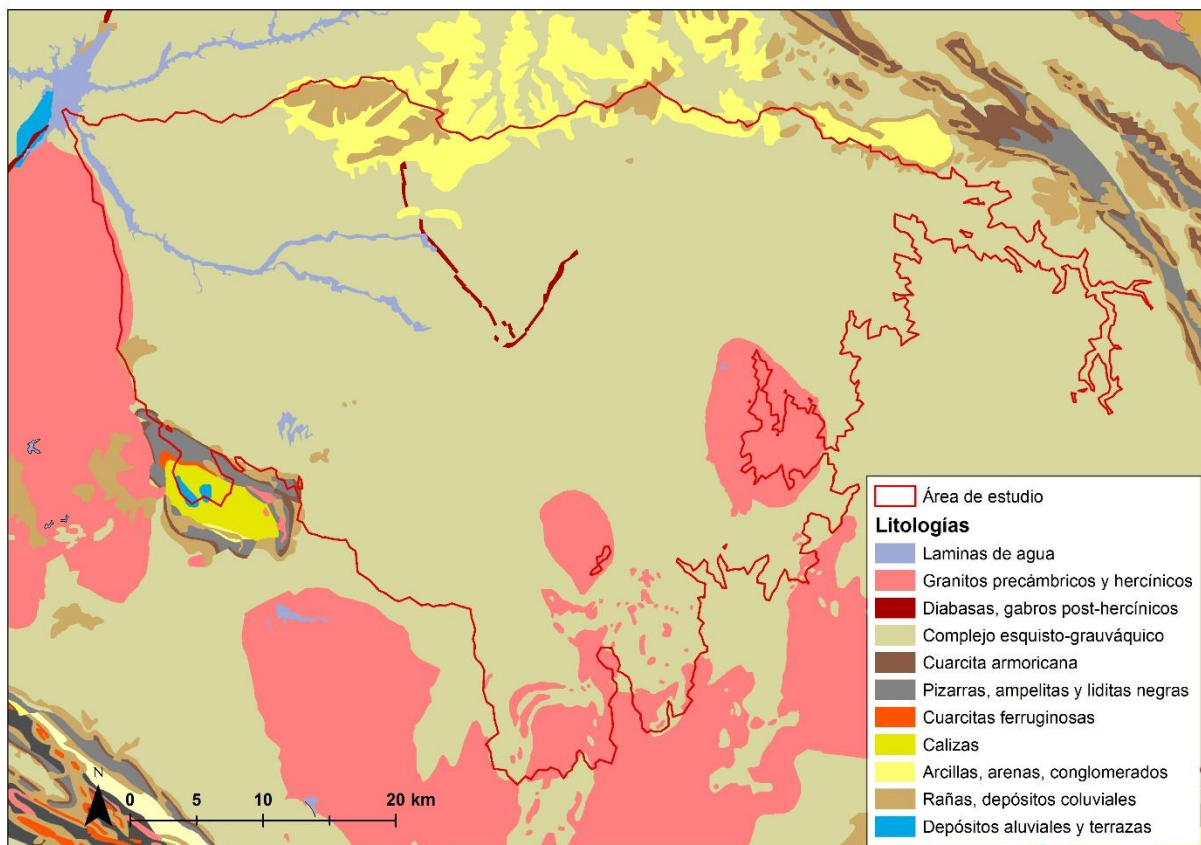 Área de estudio
Litologías
Laminas de agua
Granitos precámbricos y hercínicos
Diabasas, gabros post-hercínicos
Complejo esquisto-grauváquico
Cuarcita armoricana
Pizarras, ampelitas y liditas negras
Cuarcitas ferruginosas
Calizas
Arcillas, arenas, conglomerados
Rañas, depósitos coluviales
Depósitos aluviales y terrazas
N
0 5 10 20 km